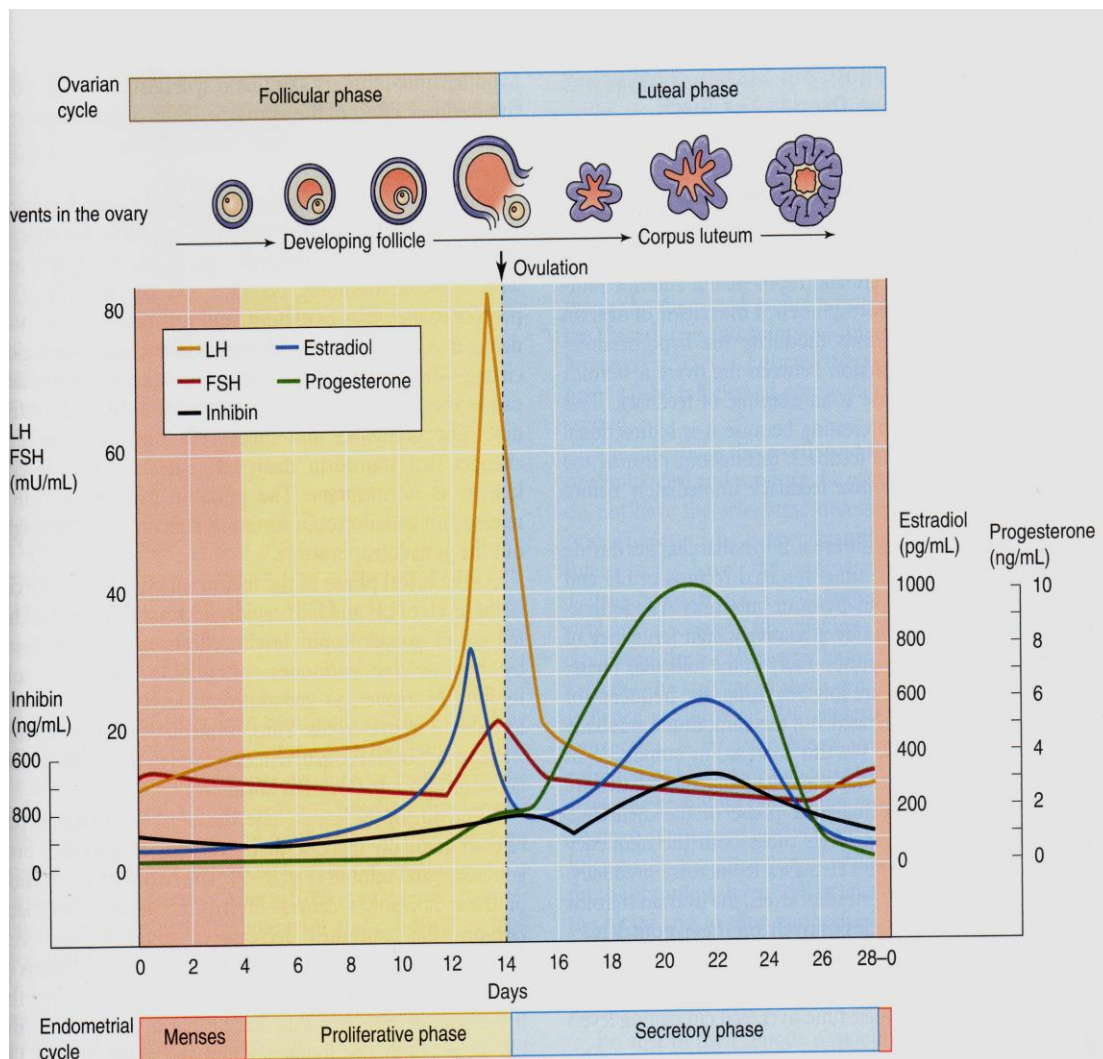 Ovarian
cycle
Follicular phase
Luteal phase
vents in the ovary
Developing follicle
Corpus luteum
Ovulation
LH
Estradiol
FSH
Progesterone
Inhibin
LH
FSH
(mU/mL)
80
60
40
20
0
Inhibin
(ng/mL)
600
800
0
Estradiol
(pg/mL)
1000
800
600
400
200
0
Progesterone
(ng/mL)
10
8
6
4
2
0
0 2 4 6 8 10 12 14 16 18 20 22 24 26 28–0
Days
Endometrial
cycle
Menses
Proliferative phase
Secretory phase